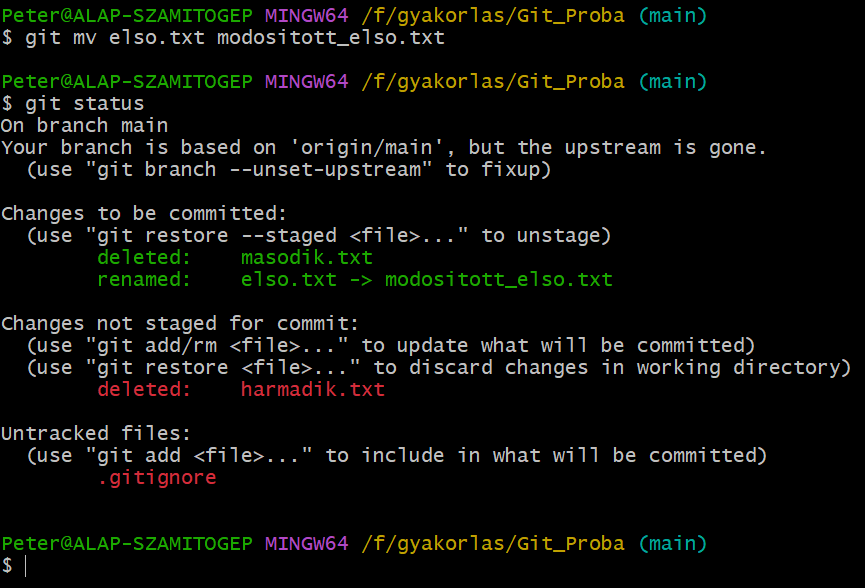 Peter@ALAP-SZAMITOGEP MINGW64 /f/gyakorlas/Git_Proba (main)
$ git mv elso.txt modositott_elso.txt
Peter@ALAP-SZAMITOGEP MINGW64 /f/gyakorlas/Git_Proba (main)
$ git status
On branch main
Your branch is based on 'origin/main', but the upstream is gone.
  (use "git branch --unset-upstream" to fixup)
Changes to be committed:
  (use "git restore --staged <file>..." to unstage)
        deleted:    masodik.txt
        renamed:    elso.txt -> modositott_elso.txt
Changes not staged for commit:
  (use "git add/rm <file>..." to update what will be committed)
  (use "git restore <file>..." to discard changes in working directory)
        deleted:    harmadik.txt
Untracked files:
  (use "git add <file>..." to include in what will be committed)
        .gitignore
Peter@ALAP-SZAMITOGEP MINGW64 /f/gyakorlas/Git_Proba (main)
$